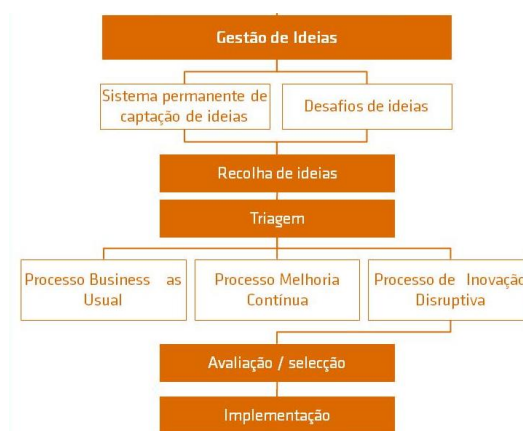 Gestão de Ideias
Sistema permanente de
captação de ideias
Desafios de ideias
Recolha de ideias
Triagem
Processo Business as
Usual
Processo Melhoria
Contínua
Processo de Inovação
Disruptiva
Avaliação / selecção
Implementação